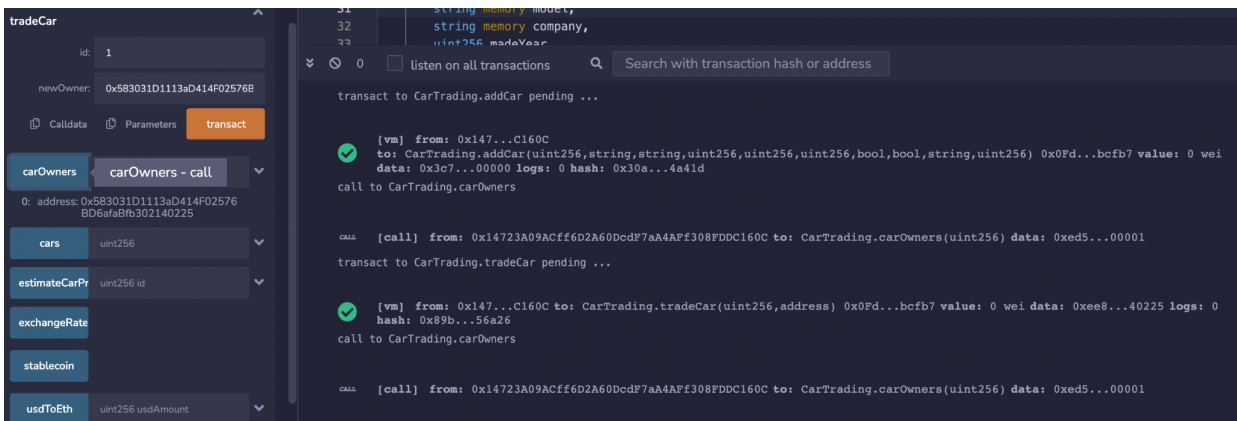 tradeCar
id: 1
newOwner: 0x583031D1113aD414F02576B
Calldata
Parameters
transact
carOwners
carOwners - call
0: address: 0x583031D1113aD414F02576
BD6afaBfb302140225
cars
uint256
estimateCarPr
uint256 id
exchangeRate
stablecoin
usdToEth
uint256 usdAmount
31 string memory model,
32 string memory company,
33 uint256 madeYear
0
listen on all transactions
Search with transaction hash or address
transact to CarTrading.addCar pending ...
[vm] from: 0x147...C160C
to: CarTrading.addCar(uint256,string,string,uint256,uint256,uint256,bool,bool,string,uint256) 0x0Fd...bcfb7 value: 0 wei
data: 0x3c7...00000 logs: 0 hash: 0x30a...4a41d
call to CarTrading.carOwners
CALL [call] from: 0x14723A09ACff6D2A60DcdF7aA4AFf308FDDC160C to: CarTrading.carOwners(uint256) data: 0xed5...00001
transact to CarTrading.tradeCar pending ...
[vm] from: 0x147...C160C to: CarTrading.tradeCar(uint256,address) 0x0Fd...bcfb7 value: 0 wei data: 0xee8...40225 logs: 0
hash: 0x89b...56a26
call to CarTrading.carOwners
CALL [call] from: 0x14723A09ACff6D2A60DcdF7aA4AFf308FDDC160C to: CarTrading.carOwners(uint256) data: 0xed5...00001